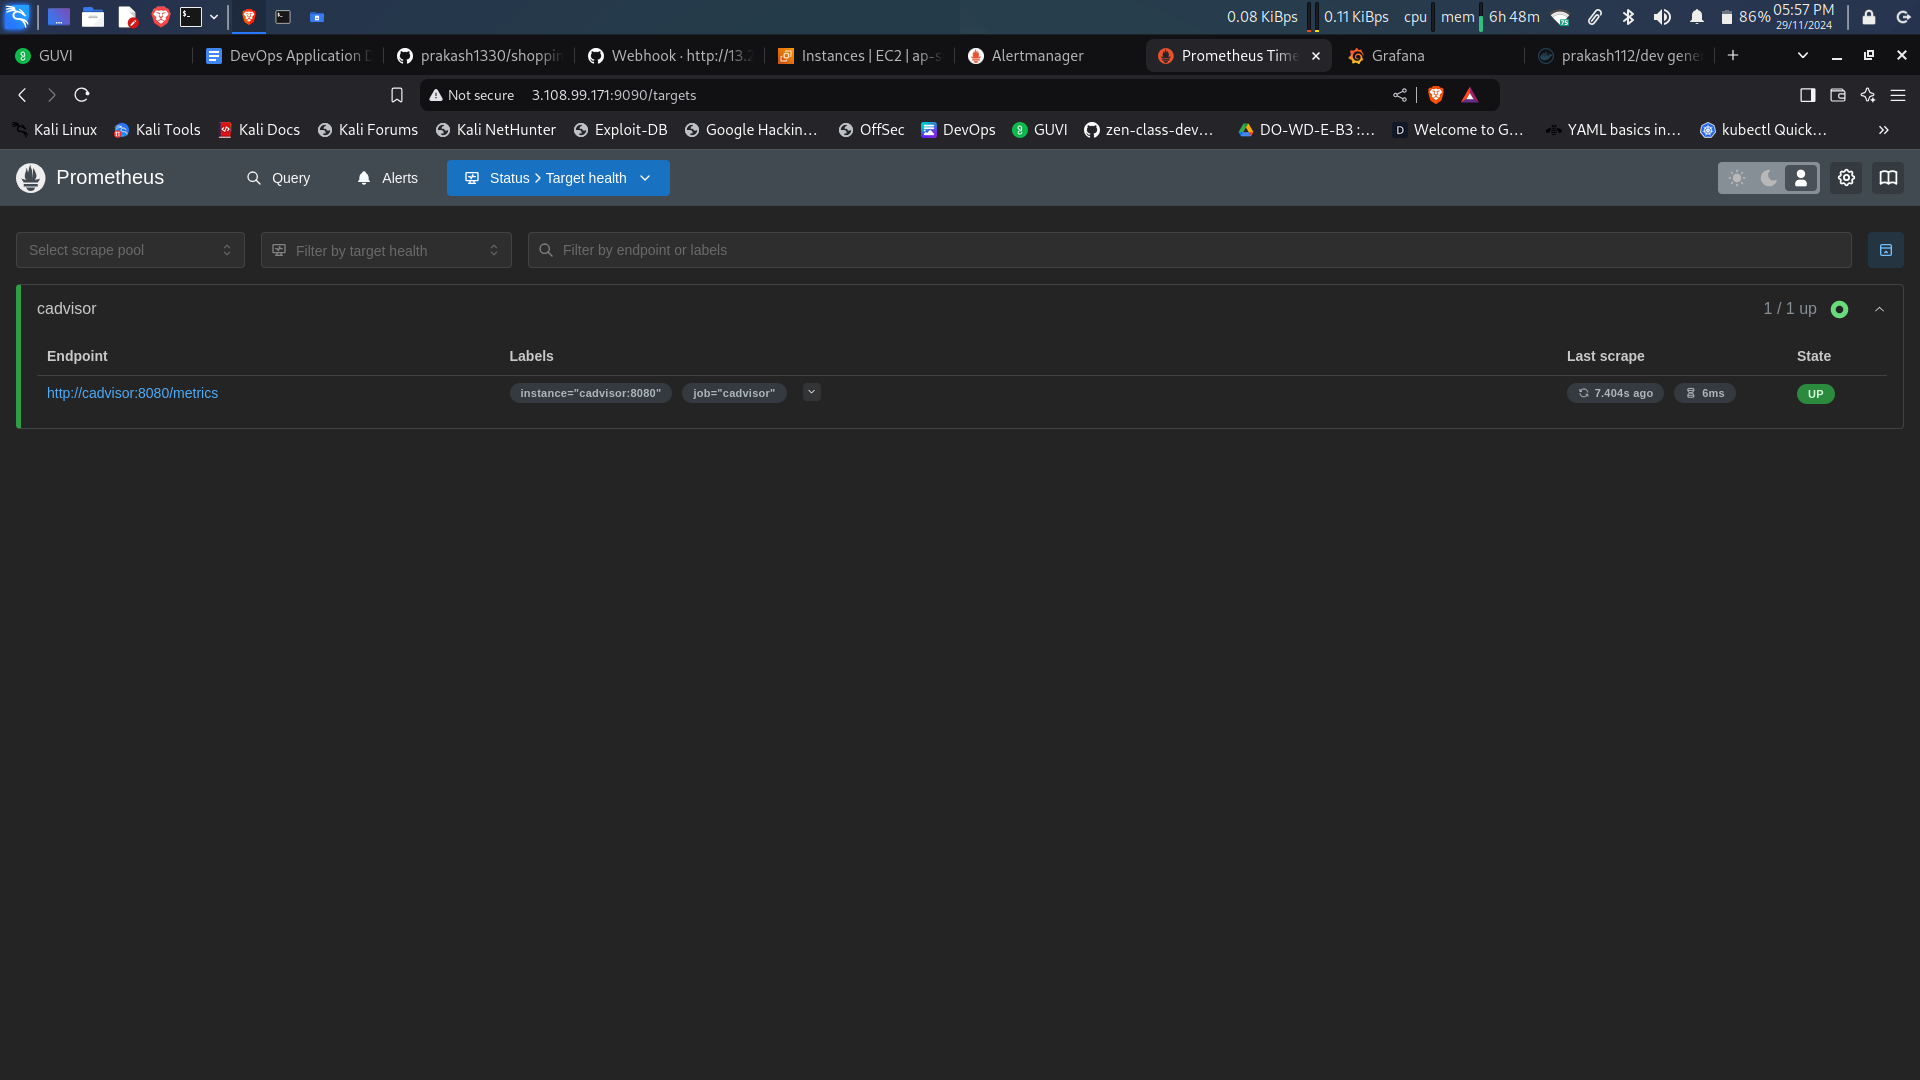 0.08 KiBps 0.11 KiBps cpu mem 6h 48m 86% 05:57 PM
29/11/2024
GUVI DevOps Application D prakash1330/shoppin Webhook · http://13.2 Instances | EC2 | ap-s Alertmanager Prometheus Time Grafana prakash112/dev gene
Not secure 3.108.99.171:9090/targets
Kali Linux Kali Tools Kali Docs Kali Forums Kali NetHunter Exploit-DB Google Hackin… OffSec DevOps GUVI zen-class-dev… DO-WD-E-B3 :… Welcome to G… YAML basics in… kubectl Quick…
Prometheus Query Alerts Status > Target health
Select scrape pool Filter by target health Filter by endpoint or labels
cadvisor 1 / 1 up
Endpoint Labels Last scrape State
http://cadvisor:8080/metrics instance="cadvisor:8080" job="cadvisor" 7.404s ago 6ms UP